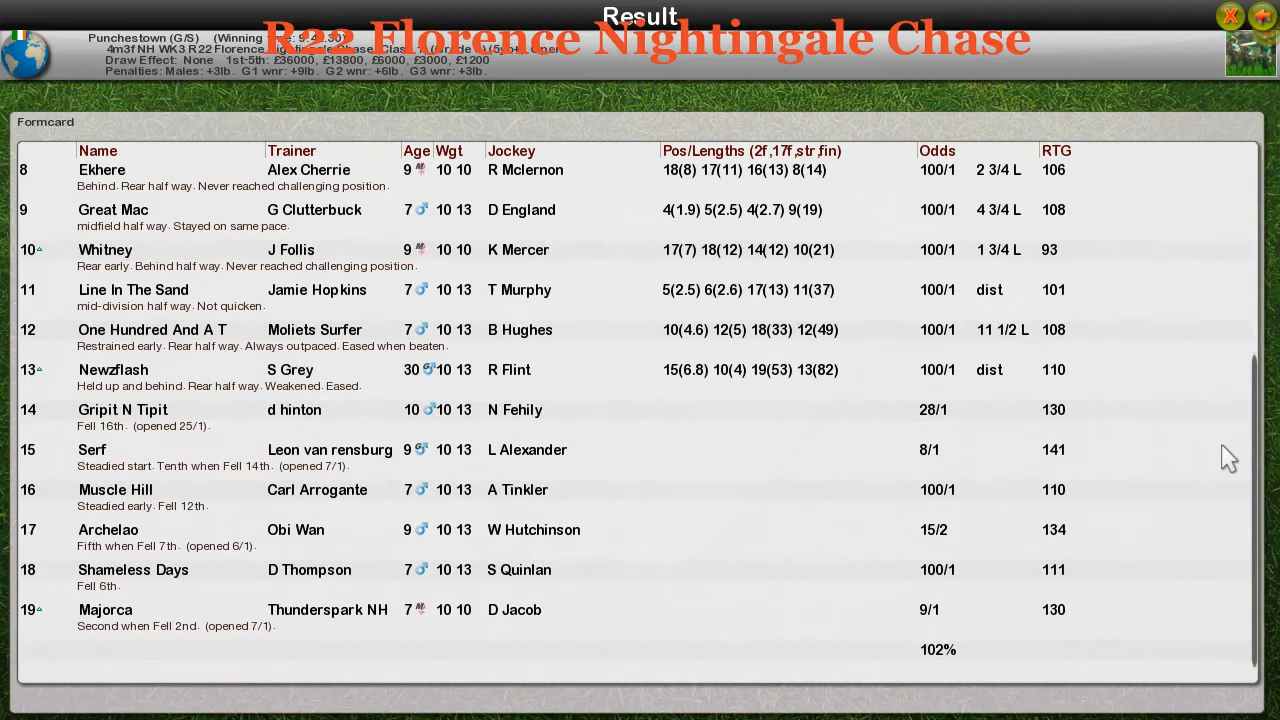 Result
R22 Florence Nightingale Chase
Punchestown (G/S) (Winning
4m3f NH WK3 R22 Florence
Draw Effect: None 1st-5th: £36000, £13800, £6000, £3000, £1200
Penalties: Males: +3lb. G1 wnr: +9lb. G2 wnr: +6lb. G3 wnr: +3lb.
Formcard
Name Trainer Age Wgt Jockey Pos/Lengths (2f,17f,str,fin) Odds RTG
8 Ekhere Alex Cherrie 9 10 10 R Mclernon 18(8) 17(11) 16(13) 8(14) 100/1 2 3/4 L 106
Behind. Rear half way. Never reached challenging position.
9 Great Mac G Clutterbuck 7 10 13 D England 4(1.9) 5(2.5) 4(2.7) 9(19) 100/1 4 3/4 L 108
midfield half way. Stayed on same pace.
10 Whitney J Follis 9 10 10 K Mercer 17(7) 18(12) 14(12) 10(21) 100/1 1 3/4 L 93
Rear early. Behind half way. Never reached challenging position.
11 Line In The Sand Jamie Hopkins 7 10 13 T Murphy 5(2.5) 6(2.6) 17(13) 11(37) 100/1 dist 101
mid-division half way. Not quicken.
12 One Hundred And A T Moliets Surfer 7 10 13 B Hughes 10(4.6) 12(5) 18(33) 12(49) 100/1 11 1/2 L 108
Restrained early. Rear half way. Always outpaced. Eased when beaten.
13 Newzflash S Grey 30 10 13 R Flint 15(6.8) 10(4) 19(53) 13(82) 100/1 dist 110
Held up and behind. Rear half way. Weakened. Eased.
14 Gripit N Tipit d hinton 10 10 13 N Fehily 28/1 130
Fell 16th. (opened 25/1).
15 Serf Leon van rensburg 9 10 13 L Alexander 8/1 141
Steadied start. Tenth when Fell 14th. (opened 7/1).
16 Muscle Hill Carl Arrogante 7 10 13 A Tinkler 100/1 110
Steadied early. Fell 12th.
17 Archelao Obi Wan 9 10 13 W Hutchinson 15/2 134
Fifth when Fell 7th. (opened 6/1).
18 Shameless Days D Thompson 7 10 13 S Quinlan 100/1 111
Fell 6th.
19 Majorca Thunderspark NH 7 10 10 D Jacob 9/1 130
Second when Fell 2nd. (opened 7/1).
102%